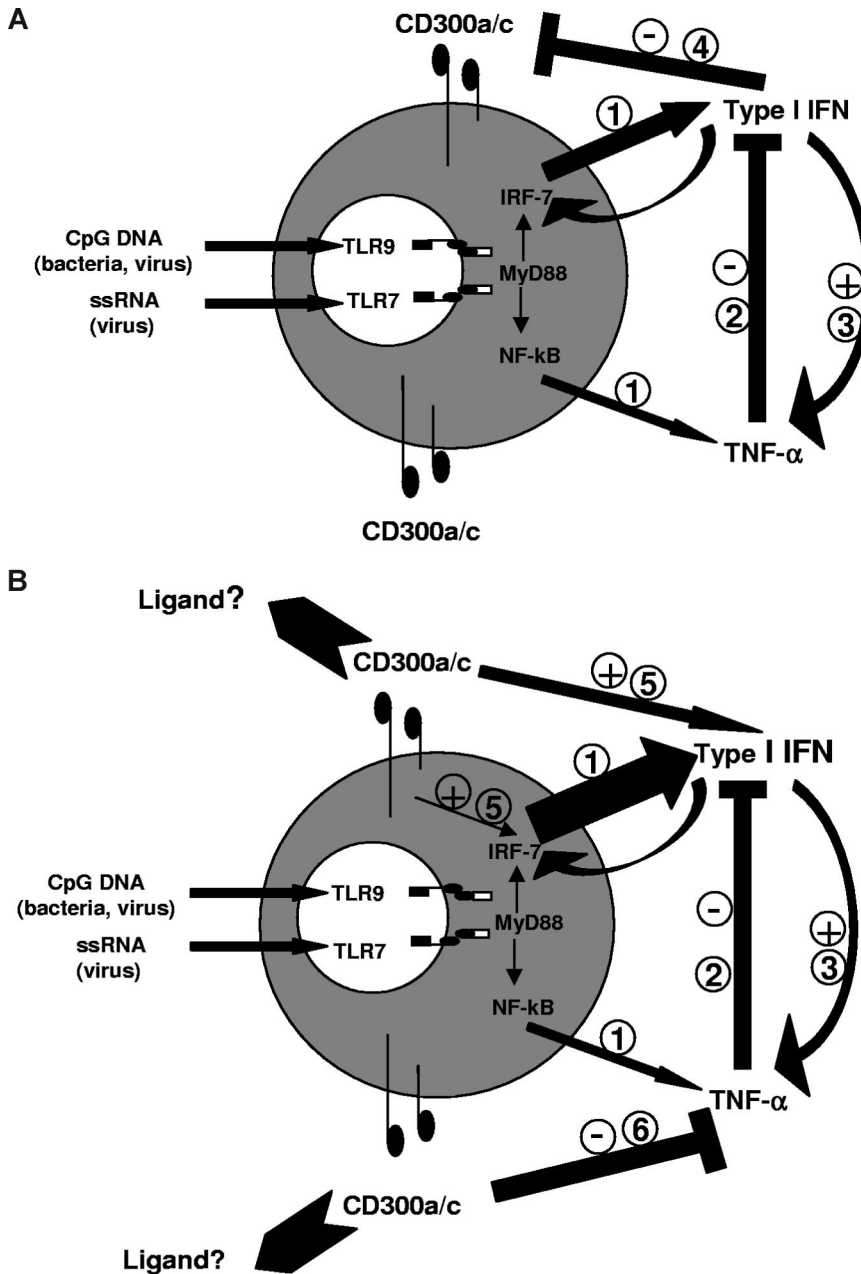 A
CD300a/c
- 4
Type I IFN
1
IRF-7
CpG DNA
(bacteria, virus)
TLR9
MyD88
-
2
+
3
ssRNA
(virus)
TLR7
NF-kB
1
TNF-α
CD300a/c
B
Ligand?
CD300a/c
+ 5
Type I IFN
1
+ 5
IRF-7
CpG DNA
(bacteria, virus)
TLR9
MyD88
-
2
+
3
ssRNA
(virus)
TLR7
NF-kB
1
TNF-α
- 6
CD300a/c
Ligand?